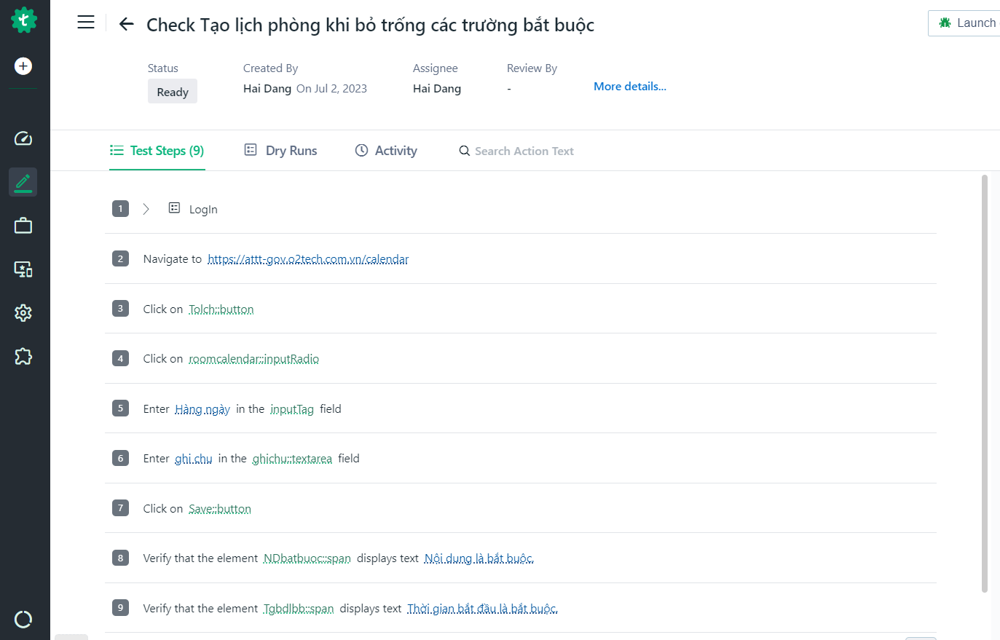 Check Tạo lịch phòng khi bỏ trống các trường bắt buộc
Launch
Status
Created By
Assignee
Review By
Ready
Hai Dang On Jul 2, 2023
Hai Dang
-
More details...
Test Steps (9)
Dry Runs
Activity
Search Action Text
1 LogIn
2 Navigate to https://attt-gov.o2tech.com.vn/calendar
3 Click on Tolch::button
4 Click on roomcalendar::inputRadio
5 Enter Hàng ngày in the inputTag field
6 Enter ghi chu in the ghichu::textarea field
7 Click on Save::button
8 Verify that the element NDbatbuoc::span displays text Nội dung là bắt buộc.
9 Verify that the element Tgbdlbb::span displays text Thời gian bắt đầu là bắt buộc.